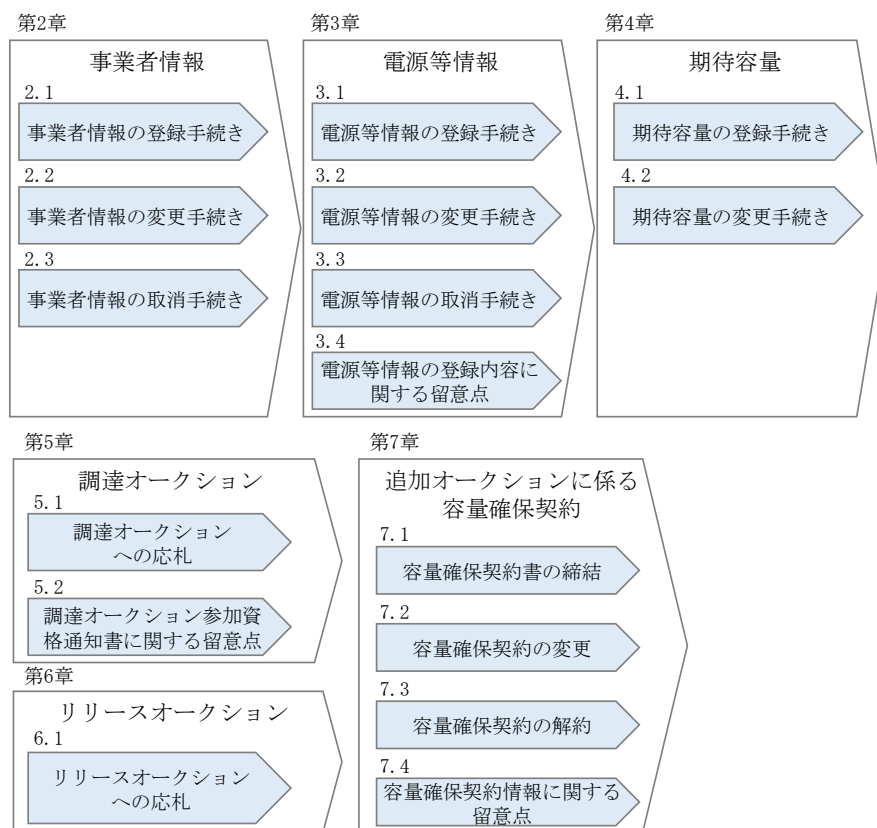 第2章
事業者情報
2.1
事業者情報の登録手続き
2.2
事業者情報の変更手続き
2.3
事業者情報の取消手続き
第3章
電源等情報
3.1
電源等情報の登録手続き
3.2
電源等情報の変更手続き
3.3
電源等情報の取消手続き
3.4
電源等情報の登録内容に
関する留意点
第4章
期待容量
4.1
期待容量の登録手続き
4.2
期待容量の変更手続き
第5章
調達オークション
5.1
調達オークション
への応札
5.2
調達オークション参加資
格通知書に関する留意点
第6章
リリースオークション
6.1
リリースオークション
への応札
第7章
追加オークションに係る
容量確保契約
7.1
容量確保契約書の締結
7.2
容量確保契約の変更
7.3
容量確保契約の解約
7.4
容量確保契約情報に関する
留意点